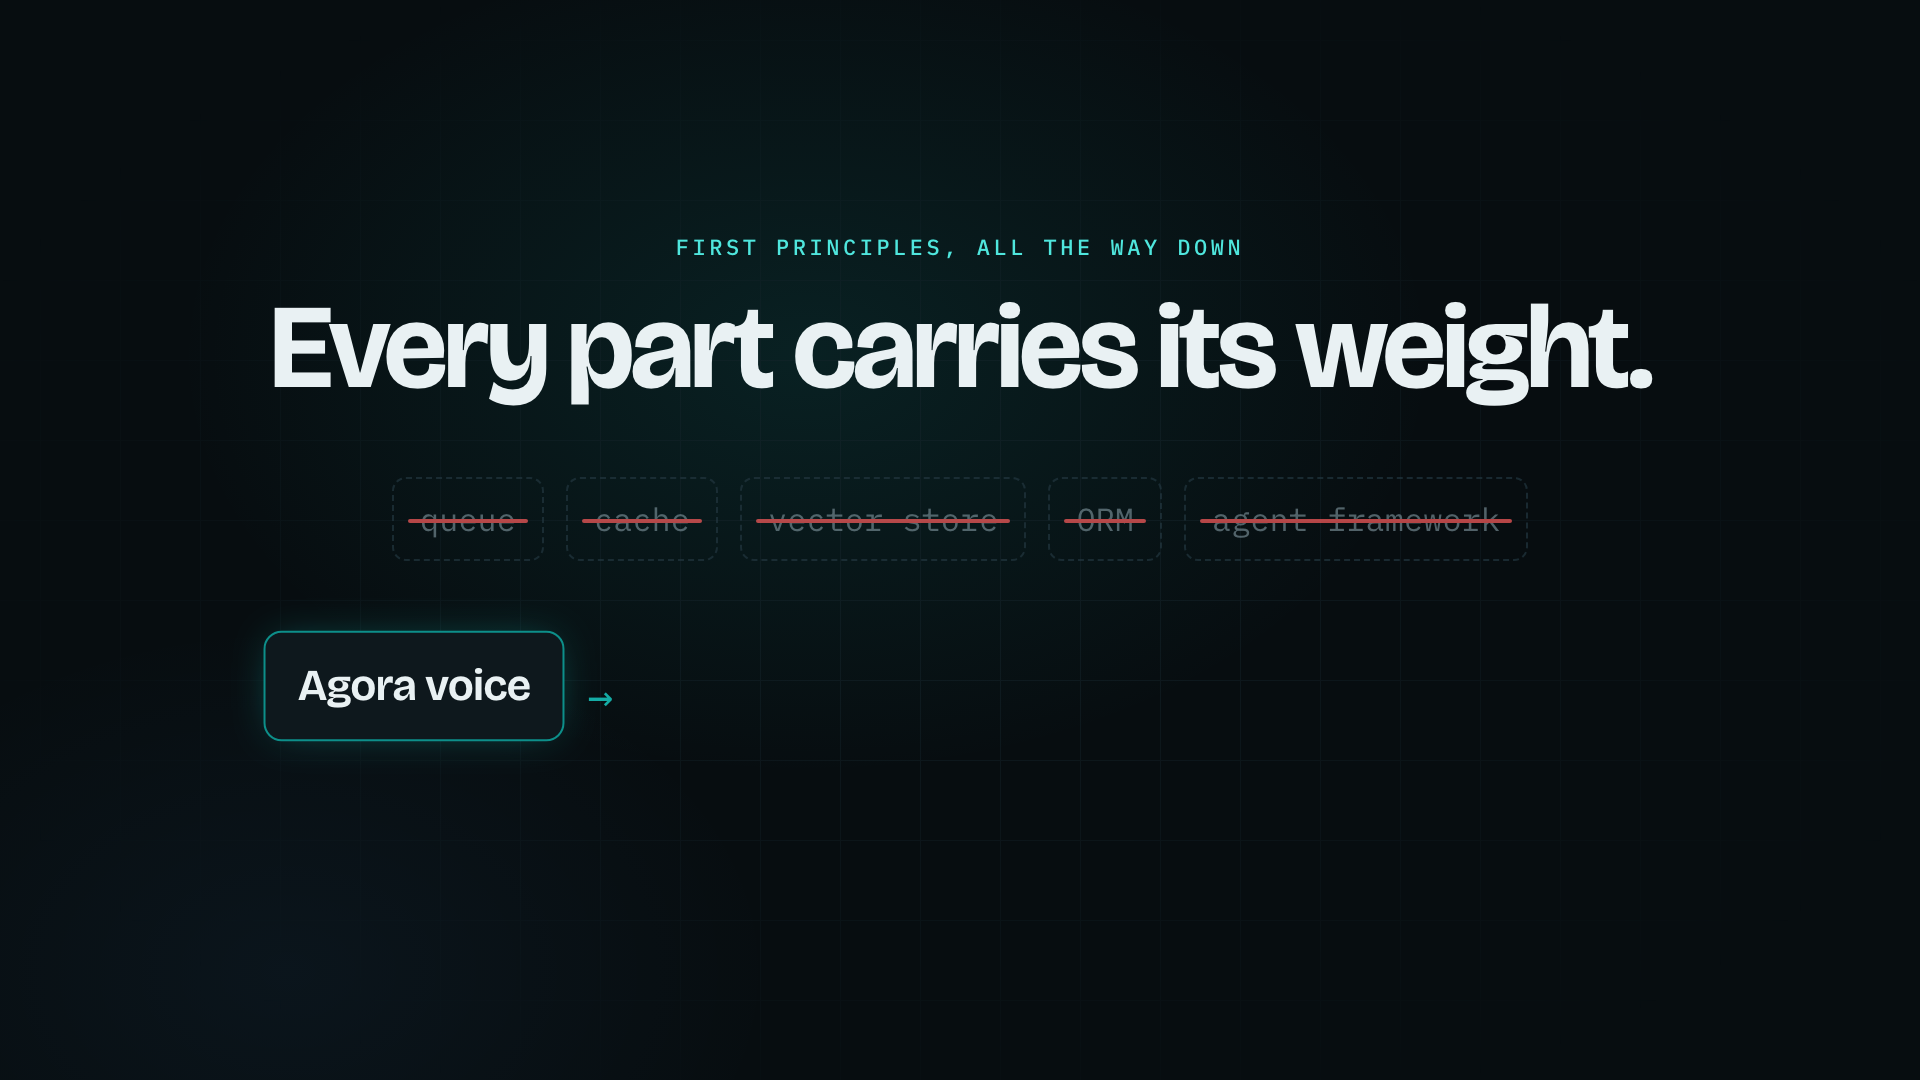 FIRST PRINCIPLES, ALL THE WAY DOWN
Every part carries its weight.
queue cache vector store ORM agent framework
Agora voice →